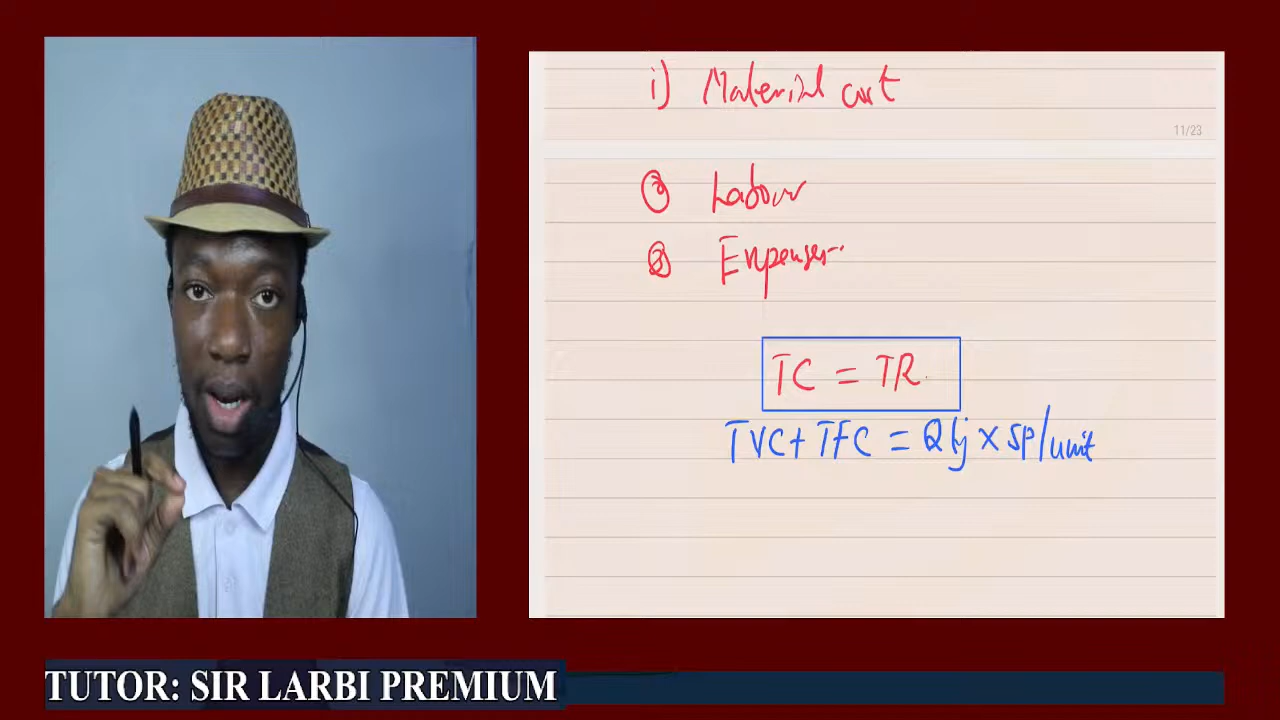 i) Material cost
11/23
② Labour
③ Expenses
TC = TR
TVC + TFC = Qty × SP/unit
TUTOR: SIR LARBI PREMIUM